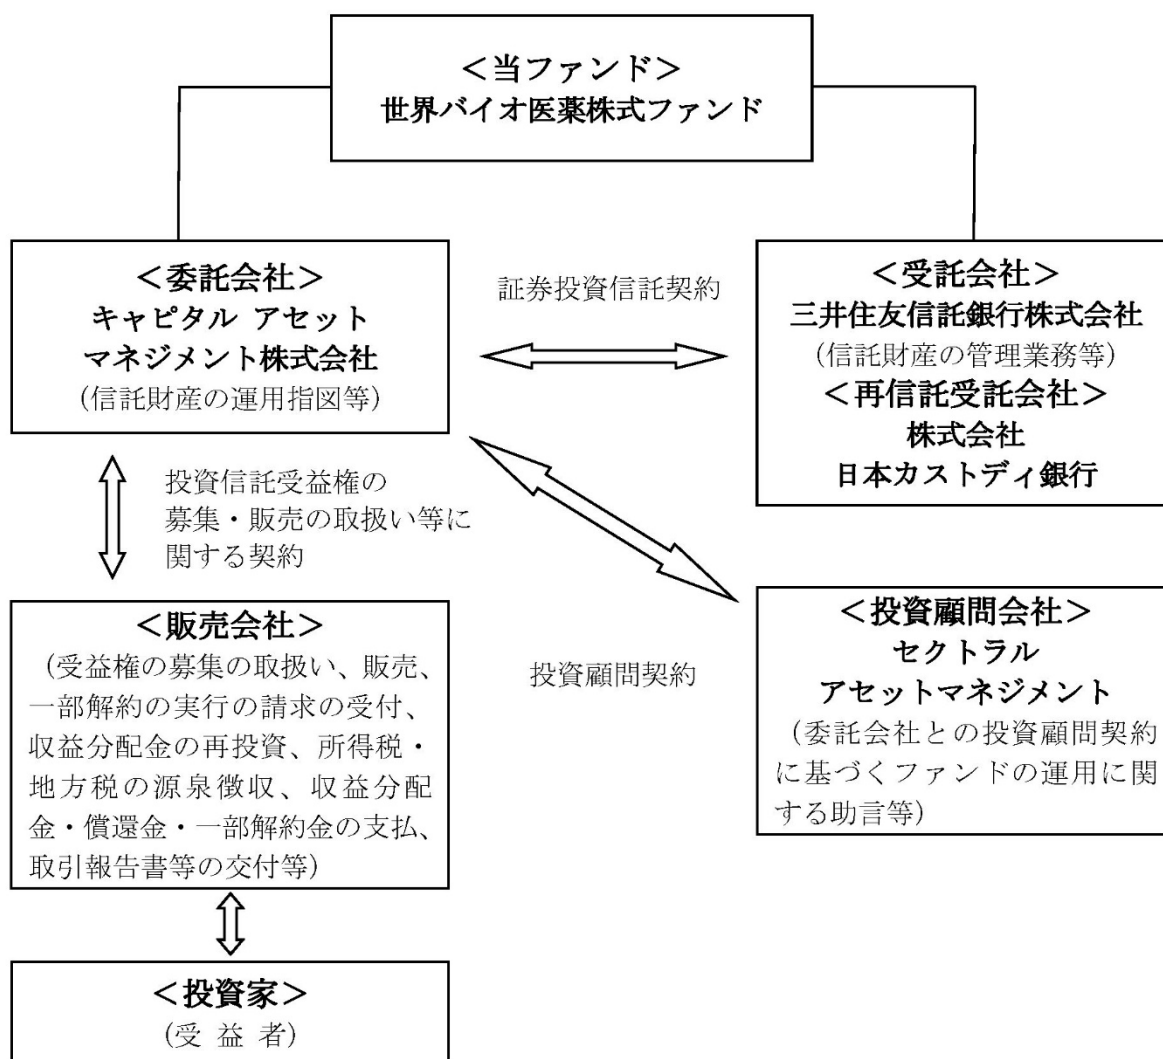 ＜当ファンド＞
世界バイオ医薬株式ファンド
＜委託会社＞
キャピタル アセット
マネジメント株式会社
(信託財産の運用指図等)
証券投資信託契約
＜受託会社＞
三井住友信託銀行株式会社
(信託財産の管理業務等)
＜再信託受託会社＞
株式会社
日本カストディ銀行
投資信託受益権の
募集・販売の取扱い等に
関する契約
＜販売会社＞
(受益権の募集の取扱い、販売、
一部解約の実行の請求の受付、
収益分配金の再投資、所得税・
地方税の源泉徴収、収益分配
金・償還金・一部解約金の支払、
取引報告書等の交付等)
投資顧問契約
＜投資顧問会社＞
セクトラル
アセットマネジメント
(委託会社との投資顧問契約
に基づくファンドの運用に関
する助言等)
＜投資家＞
(受 益 者)